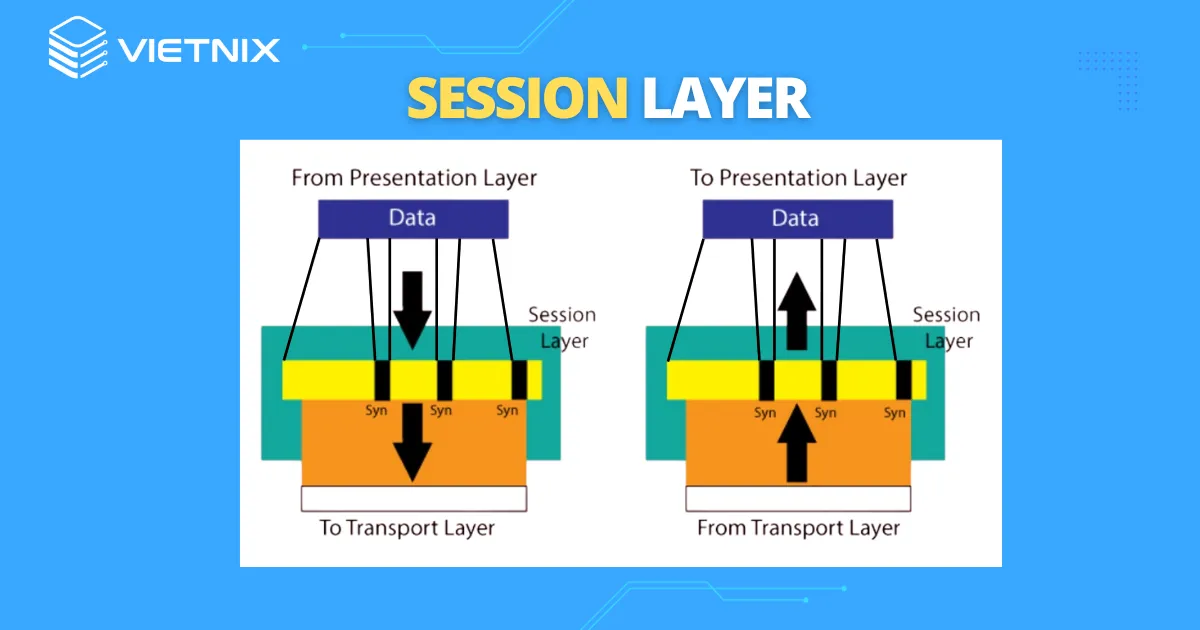 VIETNIX
SESSION LAYER
From Presentation Layer
Data
Session
Layer
Syn
Syn
Syn
To Transport Layer
To Presentation Layer
Data
Session
Layer
Syn
Syn
Syn
From Transport Layer